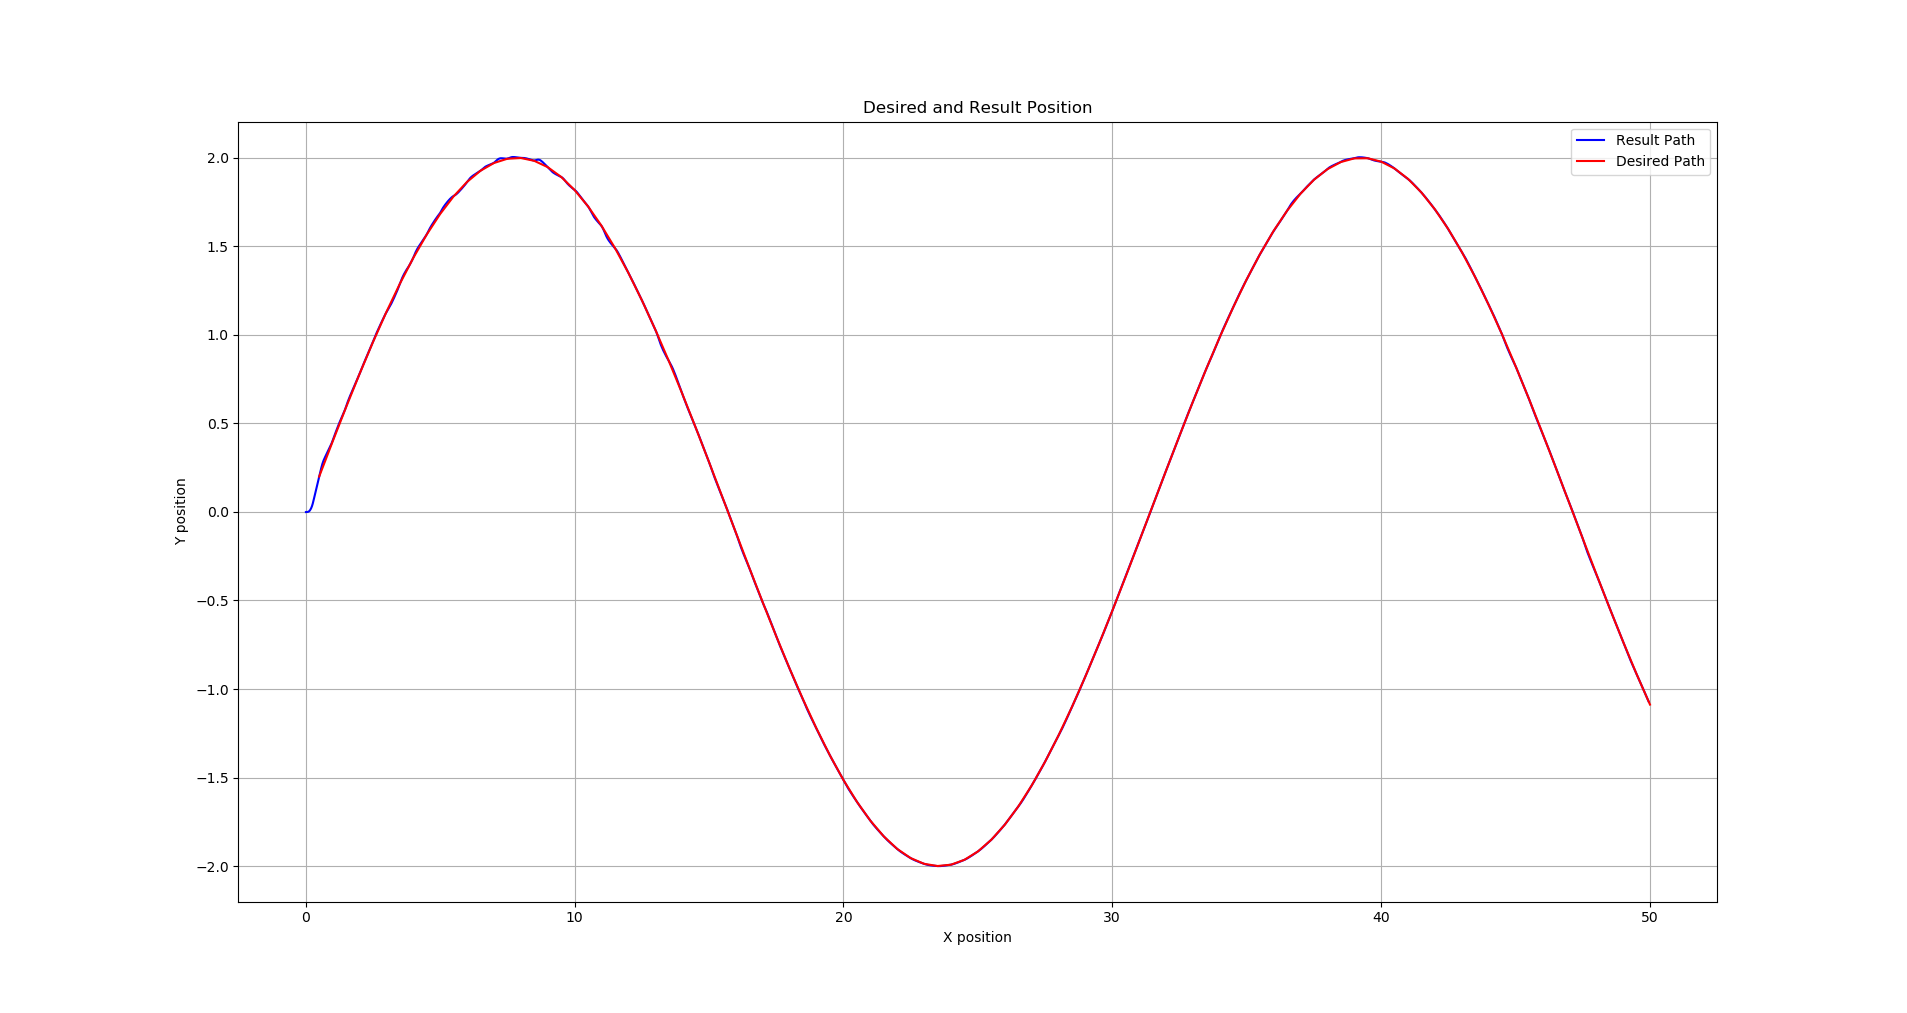 Desired and Result Position
Result Path
Desired Path
2.0
1.5
1.0
0.5
0.0
−0.5
−1.0
−1.5
−2.0
Y position
0 10 20 30 40 50
X position